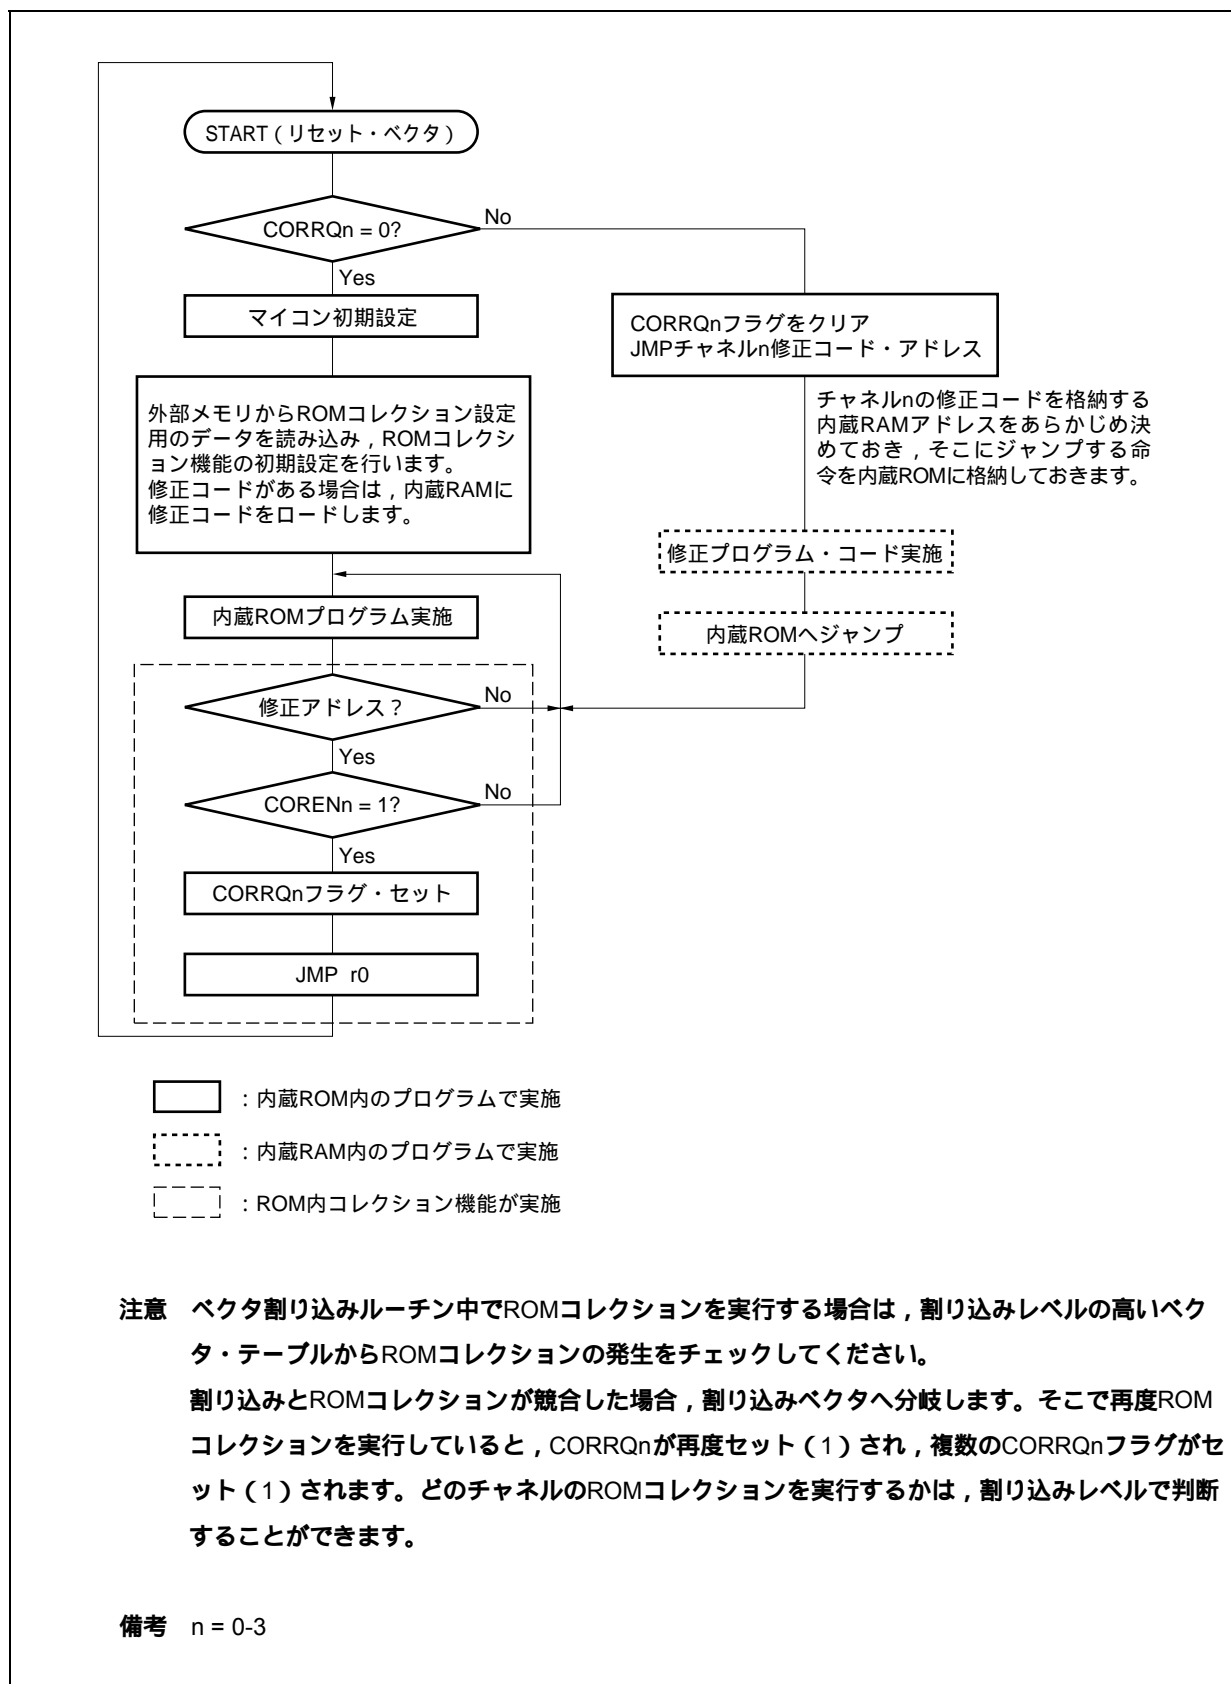 START（リセット・ベクタ）
CORRQn = 0?
No
Yes
マイコン初期設定
CORRQnフラグをクリア
JMPチャネルn修正コード・アドレス
チャネルnの修正コードを格納する
内蔵RAMアドレスをあらかじめ決
めておき，そこにジャンプする命
令を内蔵ROMに格納しておきます。
外部メモリからROMコレクション設定
用のデータを読み込み，ROMコレクシ
ョン機能の初期設定を行います。
修正コードがある場合は，内蔵RAMに
修正コードをロードします。
修正プログラム・コード実施
内蔵ROMプログラム実施
内蔵ROMへジャンプ
修正アドレス？
No
Yes
CORENn = 1?
No
Yes
CORRQnフラグ・セット
JMP r0
：内蔵ROM内のプログラムで実施
：内蔵RAM内のプログラムで実施
：ROM内コレクション機能が実施
注意　ベクタ割り込みルーチン中でROMコレクションを実行する場合は，割り込みレベルの高いベク
タ・テーブルからROMコレクションの発生をチェックしてください。
割り込みとROMコレクションが競合した場合，割り込みベクタへ分岐します。そこで再度ROM
コレクションを実行していると，CORRQnが再度セット（1）され，複数のCORRQnフラグがセ
ット（1）されます。どのチャネルのROMコレクションを実行するかは，割り込みレベルで判断
することができます。
備考　n = 0-3